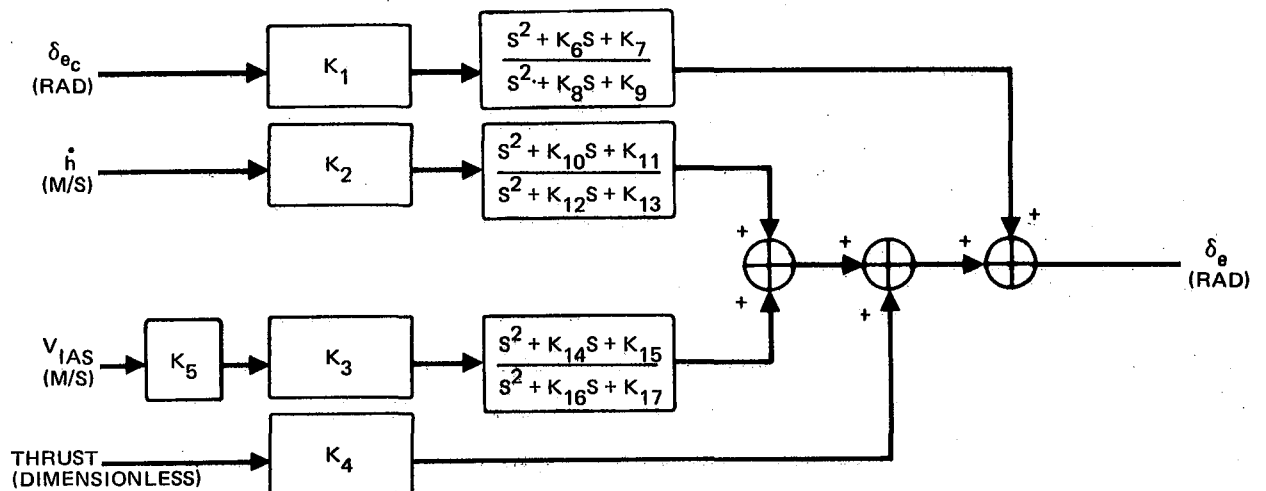 δec
(RAD)
K1
S² + K6S + K7
S² + K8S + K9
ḣ
(M/S)
K2
S² + K10S + K11
S² + K12S + K13
+
+
+
+
+
+
δe
(RAD)
VIAS
(M/S)
K5
K3
S² + K14S + K15
S² + K16S + K17
THRUST
(DIMENSIONLESS)
K4